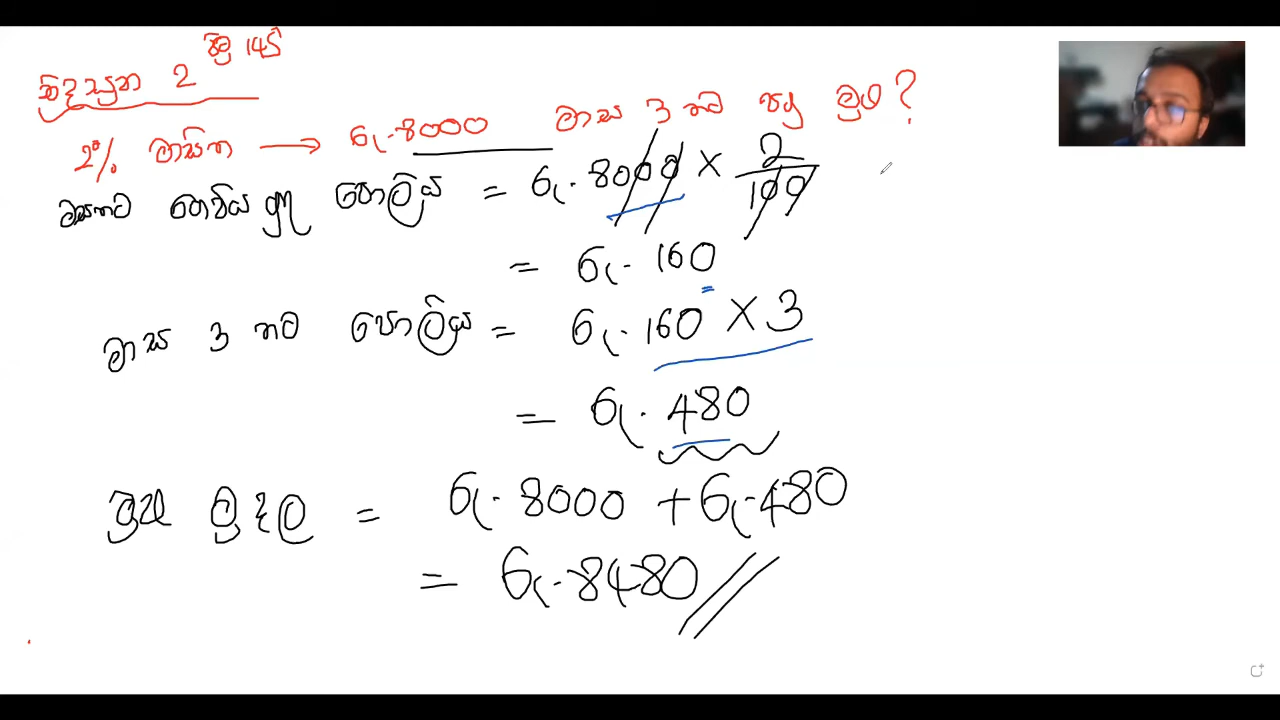 නිදසුන 2 පිටු 145
2% මාසික → රු. 8000 මාස 3 කට පසු මුළු ?
මාසයකට ගෙවිය යුතු පොලිය = රු. 8000 × 2/100
= රු. 160
මාස 3 කට පොලිය = රු. 160 × 3
= රු. 480
මුළු මුදල = රු. 8000 + රු. 480
= රු. 8480